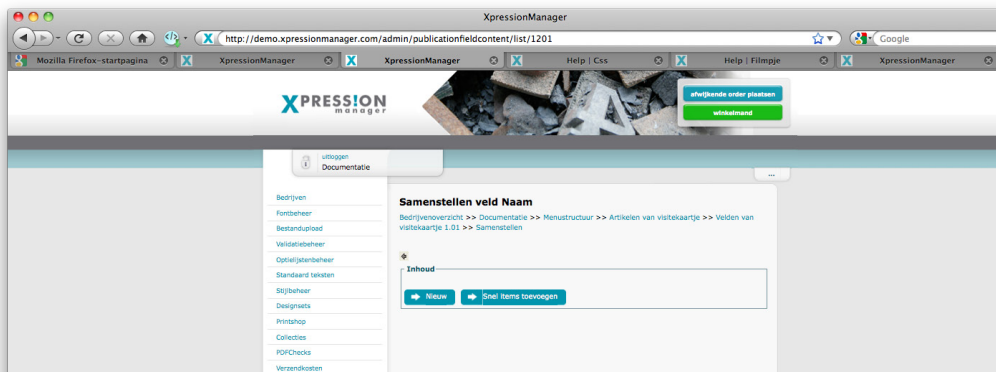 XpressionManager
http://demo.xpressionmanager.com/admin/publicationfieldcontent/list/1201
Google
Mozilla Firefox-startpagina
XpressionManager
XpressionManager
Help | Css
Help | Filmpje
XpressionManager
XPRESS!ON
manager
afwijkende order plaatsen
winkelmand
uitloggen
Documentatie
...
Bedrijven
Fontbeheer
Bestandupload
Validatiebeheer
Optielijstenbeheer
Standaard teksten
Stijlbeheer
Designsets
Printshop
Collecties
PDFChecks
Verzendkosten
Samenstellen veld Naam
Bedrijvenoverzicht >> Documentatie >> Menustructuur >> Artikelen van visitekaartje >> Velden van
visitekaartje 1.01 >> Samenstellen
Inhoud
Nieuw
Snel items toevoegen